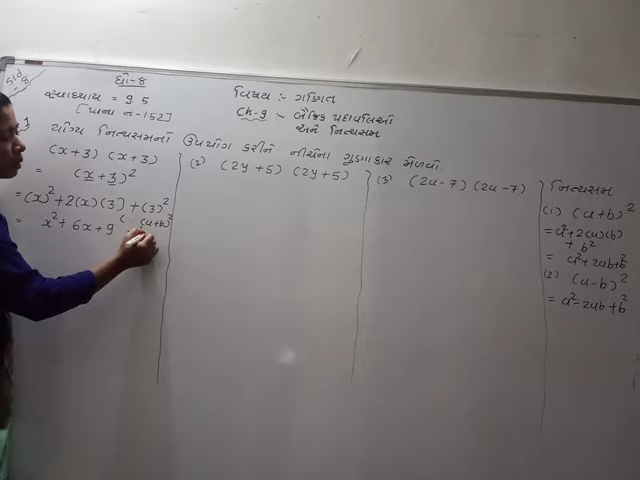 ધો-8
સ્વાધ્યાય = 9.5
[પાના નં-152]
વિષય :- ગણિત
Ch-9 :- બૈજિક પદાવલિઓ
અને નિત્યસમ
1 યોગ્ય નિત્યસમનો ઉપયોગ કરીને નીચેના ગુણાકાર મેળવો.
(x+3) (x+3)
= (x+3)²
= (x)² + 2(x)(3) + (3)²
= x² + 6x + 9 (∵ (a+b)²
(2) (2y+5) (2y+5)
(3) (2a-7) (2a-7)
નિત્યસમ
(1) (a+b)²
= a² + 2(a)(b)
+ b²
= a² + 2ab + b²
(2) (a-b)²
= a² - 2ab + b²